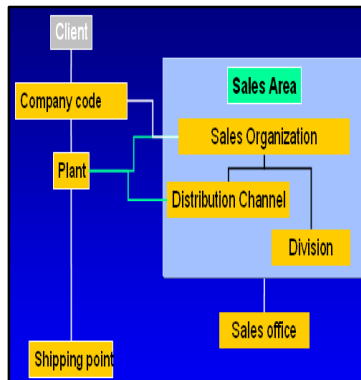 Client
Sales Area
Company code
Sales Organization
Plant
Distribution Channel
Division
Sales office
Shipping point